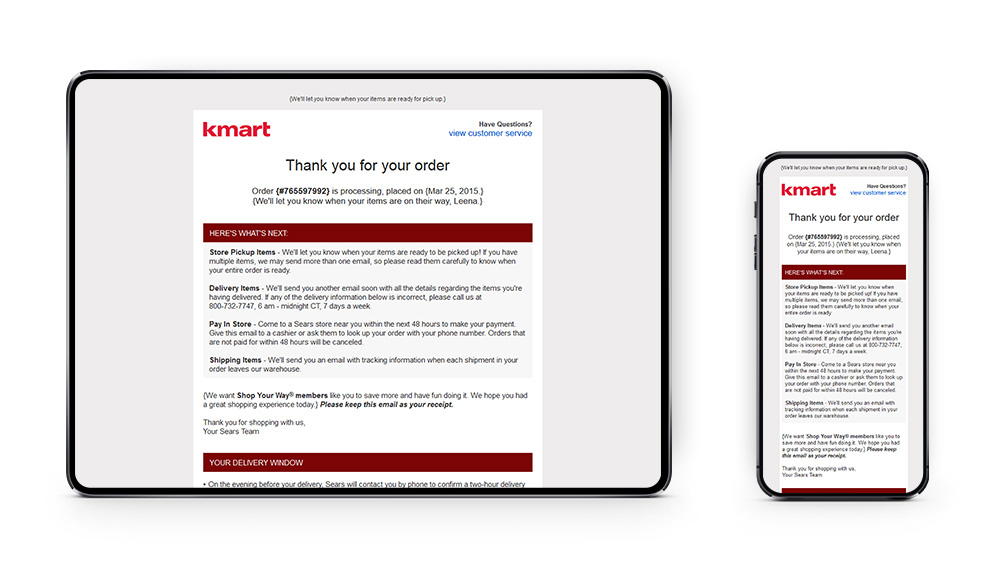 {We'll let you know when your items are ready for pick up.}
kmart
Have Questions?
view customer service
Thank you for your order
Order {#765597992} is processing, placed on {Mar 25, 2015.}
{We'll let you know when your items are on their way, Leena.}
HERE'S WHAT'S NEXT:
Store Pickup Items - We'll let you know when your items are ready to be picked up! If you have
multiple items, we may send more than one email, so please read them carefully to know when
your entire order is ready.
Delivery Items - We'll send you another email soon with all the details regarding the items you're
having delivered. If any of the delivery information below is incorrect, please call us at
800-732-7747, 6 am - midnight CT, 7 days a week.
Pay In Store - Come to a Sears store near you within the next 48 hours to make your payment.
Give this email to a cashier or ask them to look up your order with your phone number. Orders that
are not paid for within 48 hours will be canceled.
Shipping Items - We'll send you an email with tracking information when each shipment in your
order leaves our warehouse.
{We want Shop Your Way® members like you to save more and have fun doing it. We hope you had
a great shopping experience today.} Please keep this email as your receipt.
Thank you for shopping with us,
Your Sears Team
YOUR DELIVERY WINDOW
• On the evening before your delivery, Sears will contact you by phone to confirm a two-hour delivery
{We'll let you know when your items are ready for pick up.}
kmart
Have Questions?
view customer service
Thank you for your order
Order {#765597992} is processing, placed
on {Mar 25, 2015.} {We'll let you know when
your items are on their way, Leena.}
HERE'S WHAT'S NEXT:
Store Pickup Items - We'll let you know when
your items are ready to be picked up! If you have
multiple items, we may send more than one email,
so please read them carefully to know when your
entire order is ready
Delivery Items - We'll send you another email
soon with all the details regarding the items you're
having delivered. If any of the delivery information
below is incorrect, please call us at 800-732-7747,
6 am - midnight CT, 7 days a week.
Pay In Store - Come to a Sears store near you
within the next 48 hours to make your payment.
Give this email to a cashier or ask them to look up
your order with your phone number. Orders that
are not paid for within 48 hours will be canceled.
Shipping Items - We'll send you an email with
tracking information when each shipment in your
order leaves our warehouse.
{We want Shop Your Way® members like you to
save more and have fun doing it. We hope you had
a great shopping experience today.} Please keep
this email as your receipt.
Thank you for shopping with us,
Your Sears Team